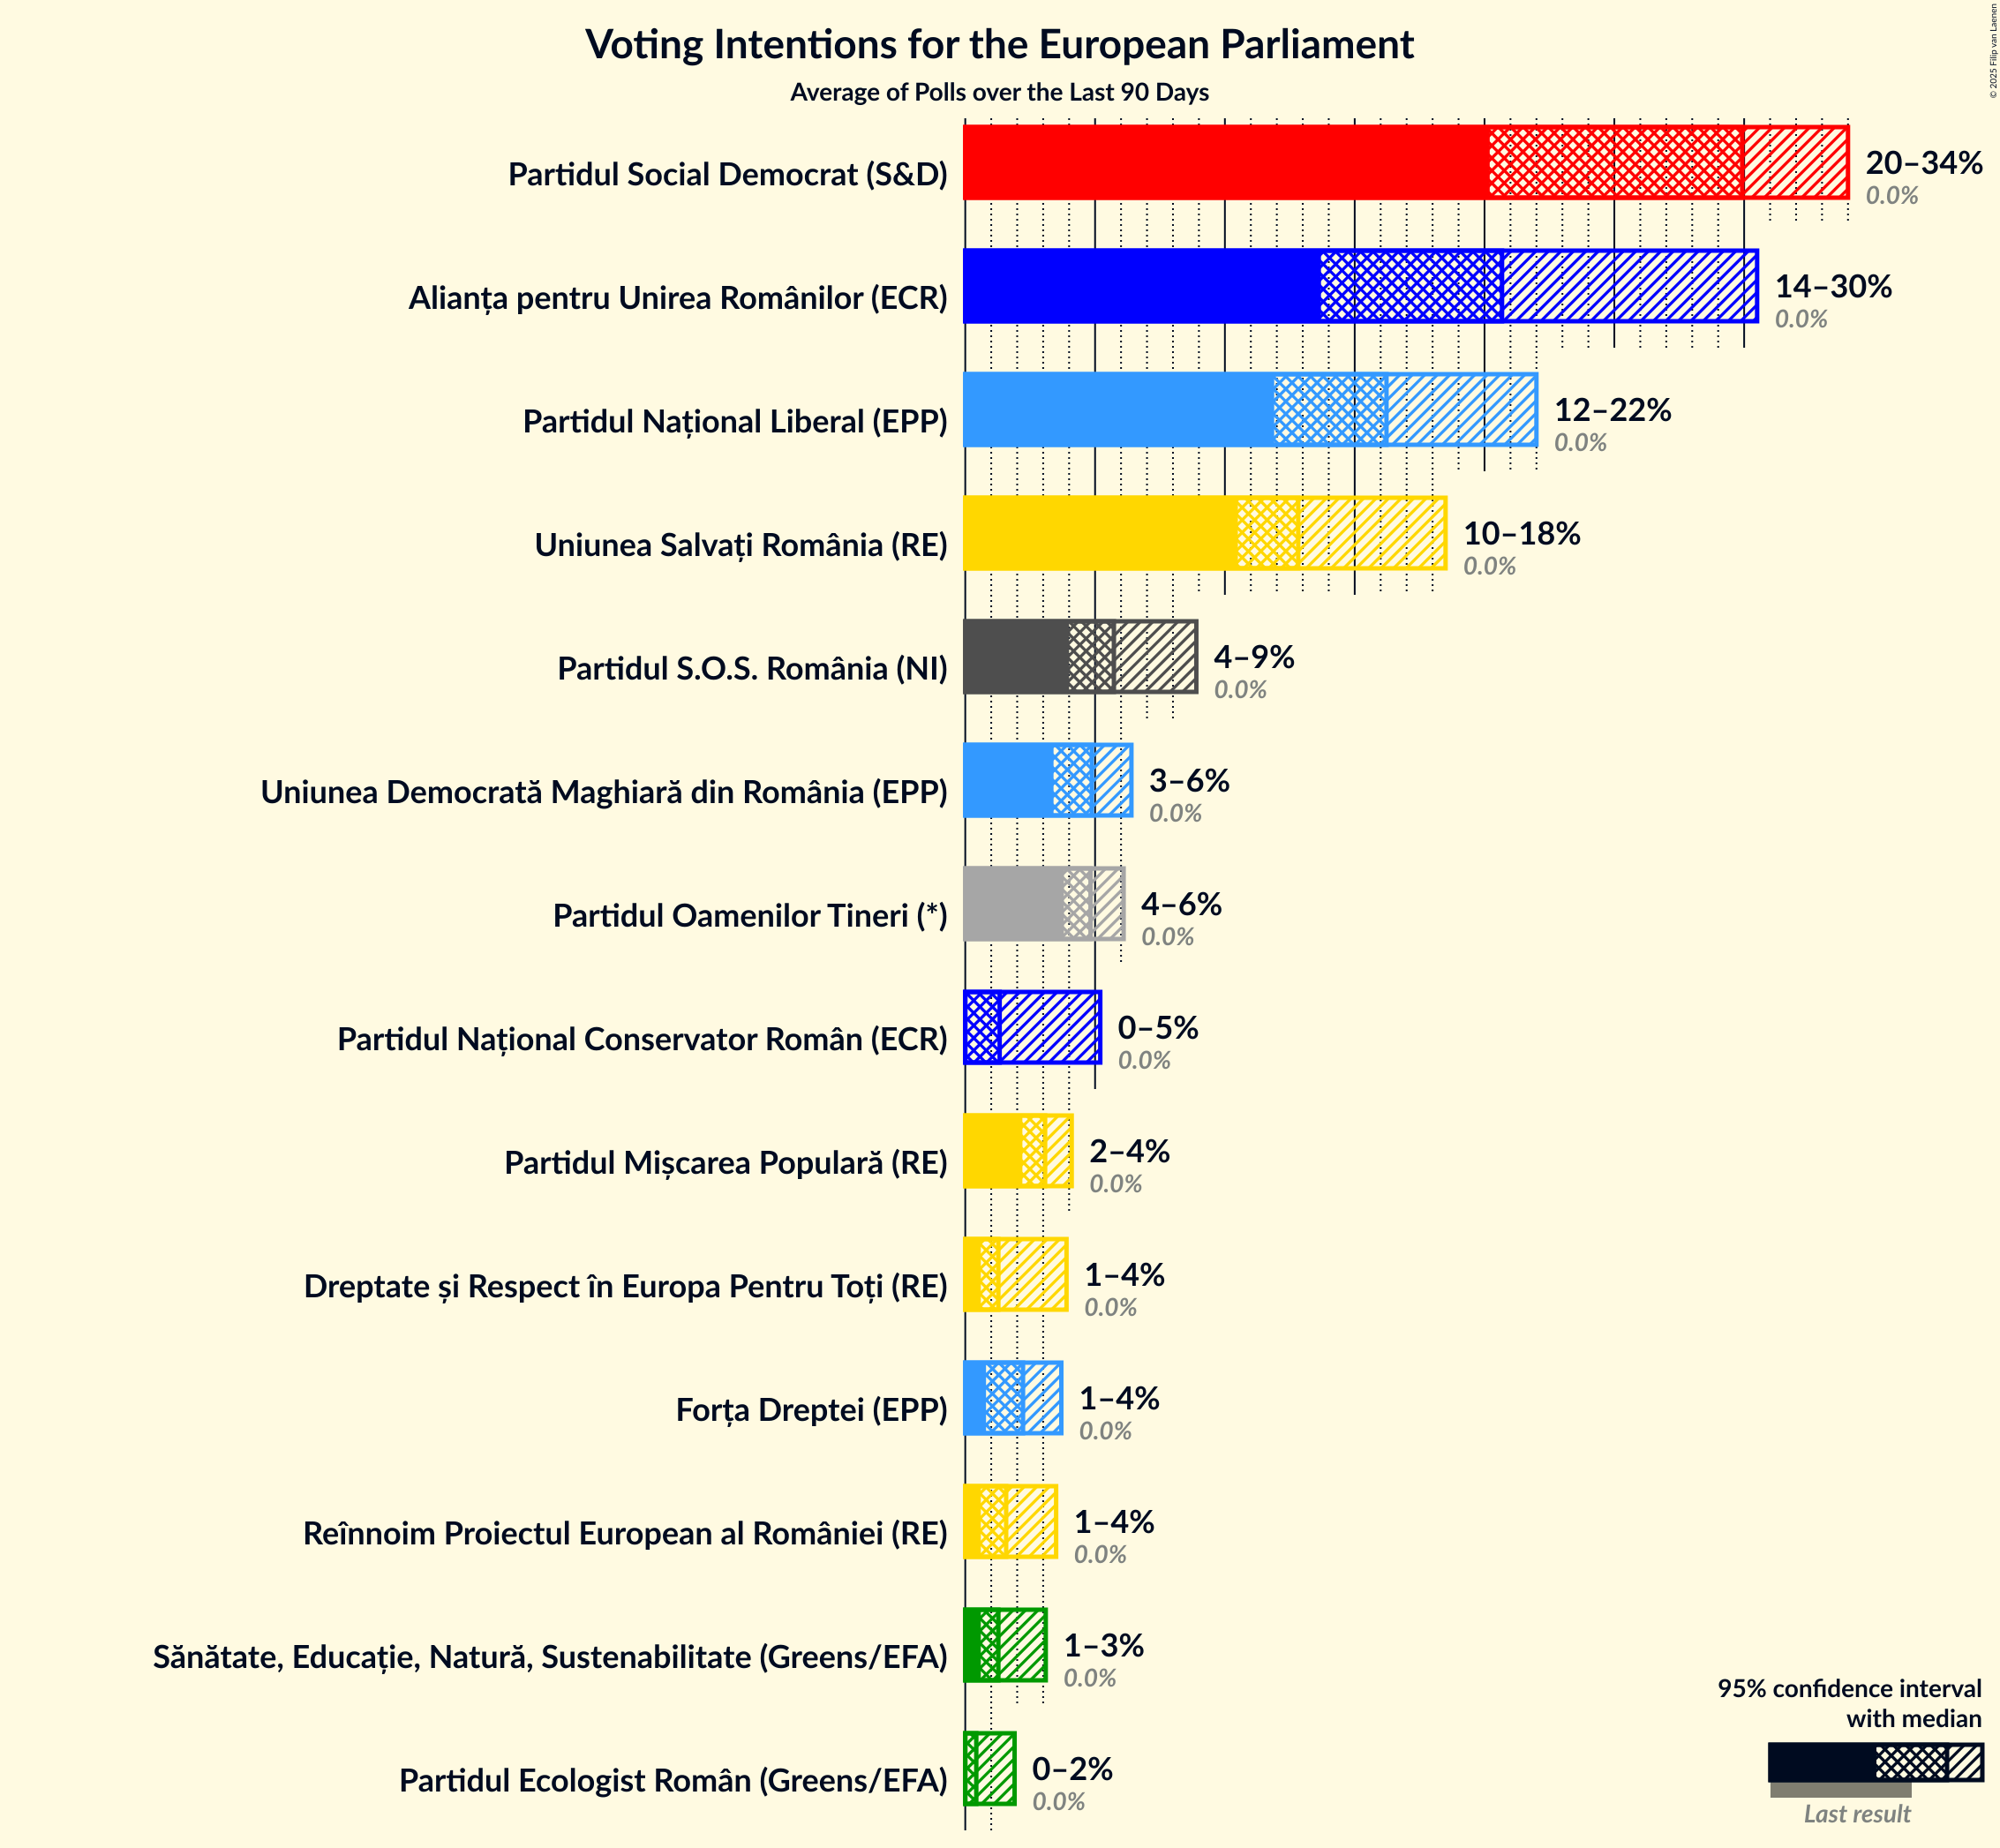 Voting Intentions for the European Parliament
Average of Polls over the Last 90 Days
© 2025 Filip van Laenen
Partidul Social Democrat (S&D)
20–34%
0.0%
Alianța pentru Unirea Românilor (ECR)
14–30%
0.0%
Partidul Național Liberal (EPP)
12–22%
0.0%
Uniunea Salvați România (RE)
10–18%
0.0%
Partidul S.O.S. România (NI)
4–9%
0.0%
Uniunea Democrată Maghiară din România (EPP)
3–6%
0.0%
Partidul Oamenilor Tineri (*)
4–6%
0.0%
Partidul Național Conservator Român (ECR)
0–5%
0.0%
Partidul Mișcarea Populară (RE)
2–4%
0.0%
Dreptate și Respect în Europa Pentru Toți (RE)
1–4%
0.0%
Forța Dreptei (EPP)
1–4%
0.0%
Reînnoim Proiectul European al României (RE)
1–4%
0.0%
Sănătate, Educație, Natură, Sustenabilitate (Greens/EFA)
1–3%
0.0%
Partidul Ecologist Român (Greens/EFA)
0–2%
0.0%
95% confidence interval
with median
Last result